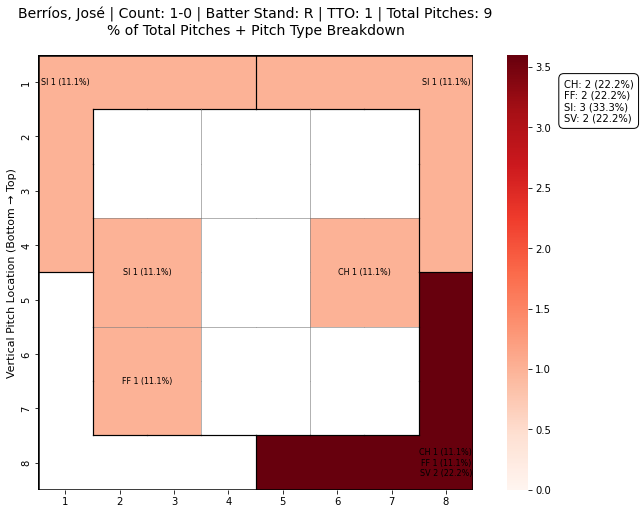 Berríos, José | Count: 1-0 | Batter Stand: R | TTO: 1 | Total Pitches: 9
% of Total Pitches + Pitch Type Breakdown
SI 1 (11.1%)
SI 1 (11.1%)
SI 1 (11.1%)
CH 1 (11.1%)
FF 1 (11.1%)
CH 1 (11.1%)
FF 1 (11.1%)
SV 2 (22.2%)
Vertical Pitch Location (Bottom → Top)
1
2
3
4
5
6
7
8
1
2
3
4
5
6
7
8
3.5
3.0
2.5
2.0
1.5
1.0
0.5
0.0
CH: 2 (22.2%)
FF: 2 (22.2%)
SI: 3 (33.3%)
SV: 2 (22.2%)